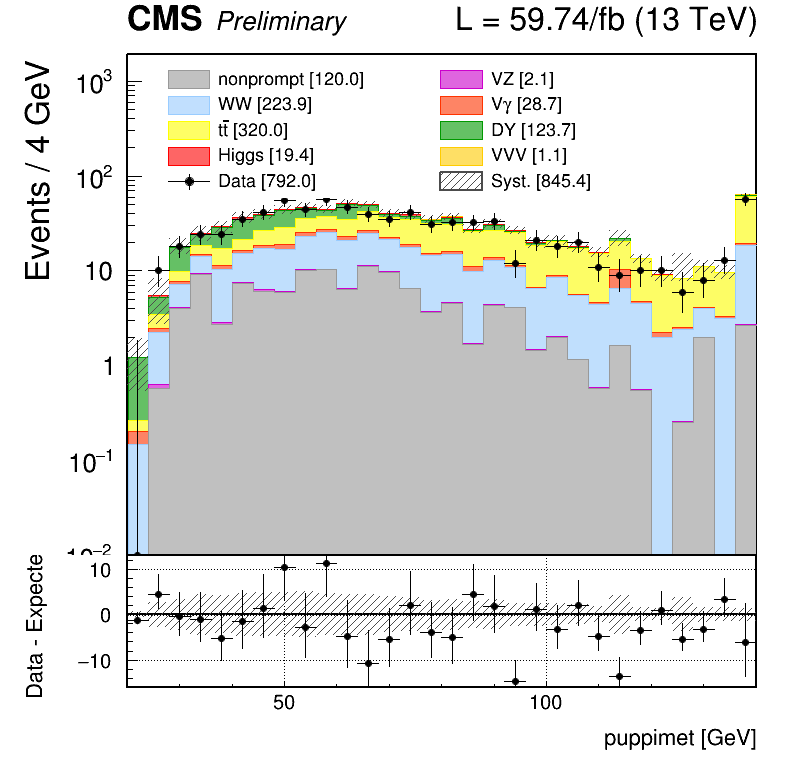 CMS Preliminary L = 59.74/fb (13 TeV)
Events / 4 GeV
10³
10²
10
1
10⁻¹
10⁻²
nonprompt [120.0]
WW [223.9]
tt̄ [320.0]
Higgs [19.4]
Data [792.0]
VZ [2.1]
Vγ [28.7]
DY [123.7]
VVV [1.1]
Syst. [845.4]
Data - Expecte
10
0
−10
50 100
puppimet [GeV]